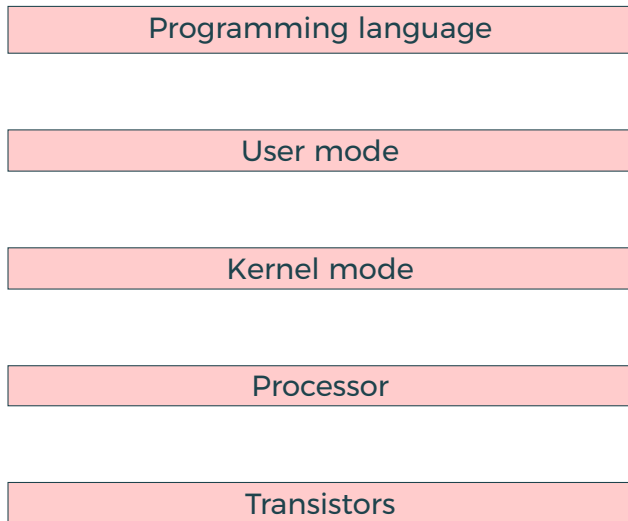 Programming language
User mode
Kernel mode
Processor
Transistors